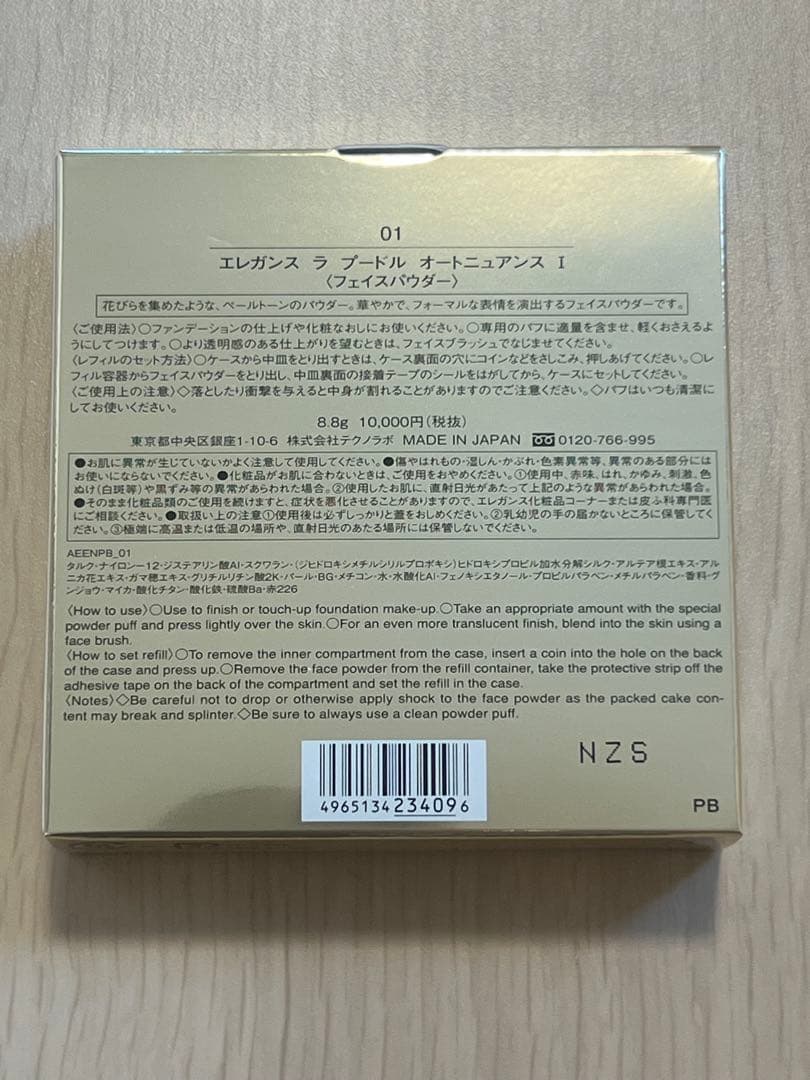 01
エレガンス ラ プードル オートニュアンス I
〈フェイスパウダー〉
花びらを集めたような、ペールトーンのパウダー。華やかで、フォーマルな表情を演出するフェイスパウダーです。
〈ご使用法〉○ファンデーションの仕上げや化粧なおしにお使いください。○専用のパフに適量を含ませ、軽くおさえるよ
うにしてつけます。○より透明感のある仕上がりを望むときは、フェイスブラッシュでなじませてください。
〈レフィルのセット方法〉○ケースから中皿をとり出すときは、ケース裏面の穴にコインなどをさしこみ、押しあげてください。○レ
フィル容器からフェイスパウダーをとり出し、中皿裏面の接着テープのシールをはがしてから、ケースにセットしてください。
〈ご使用上の注意〉◇落としたり衝撃を与えると中身が割れることがありますのでご注意ください。◇パフはいつも清潔に
してお使いください。
8.8g 10,000円(税抜)
東京都中央区銀座1-10-6 株式会社テクノラボ MADE IN JAPAN 0120-766-995
●お肌に異常が生じていないかよく注意して使用してください。●傷やはれもの・湿しん・かぶれ・色素異常等、異常のある部分には
お使いにならないでください。●化粧品がお肌に合わないときは、ご使用をおやめください。①使用中、赤味、はれ、かゆみ、刺激、色
ぬけ(白斑等)や黒ずみ等の異常があらわれた場合。②使用したお肌に、直射日光があたって上記のような異常があらわれた場合。
●そのまま化粧品類のご使用を続けますと、症状を悪化させることがありますので、エレガンス化粧品コーナーまたは皮ふ科専門医
にご相談ください。●取扱い上の注意①使用後は必ずしっかりと蓋をおしめください。②乳幼児の手の届かないところに保管してく
ださい。③極端に高温または低温の場所や、直射日光のあたる場所には保管しないでください。
AEENPB_01
タルク・ナイロン-12・ジステアリン酸Al・スクワラン・(ジヒドロキシメチルシリルプロポキシ)ヒドロキシプロピル加水分解シルク・アルテア根エキス・アル
ニカ花エキス・ガマ穂エキス・グリチルリチン酸2K・パール・BG・メチコン・水・水酸化Al・フェノキシエタノール・プロピルパラベン・メチルパラベン・香料・グ
ンジョウ・マイカ・酸化チタン・酸化鉄・硫酸Ba・赤226
〈How to use〉○Use to finish or touch-up foundation make-up.○Take an appropriate amount with the special
powder puff and press lightly over the skin.○For an even more translucent finish, blend into the skin using a
face brush.
〈How to set refill〉○To remove the inner compartment from the case, insert a coin into the hole on the back
of the case and press up.○Remove the face powder from the refill container, take the protective strip off the
adhesive tape on the back of the compartment and set the refill in the case.
〈Notes〉◇Be careful not to drop or otherwise apply shock to the face powder as the packed cake con-
tent may break and splinter.◇Be sure to always use a clean powder puff.
NZS
4965134234096
PB